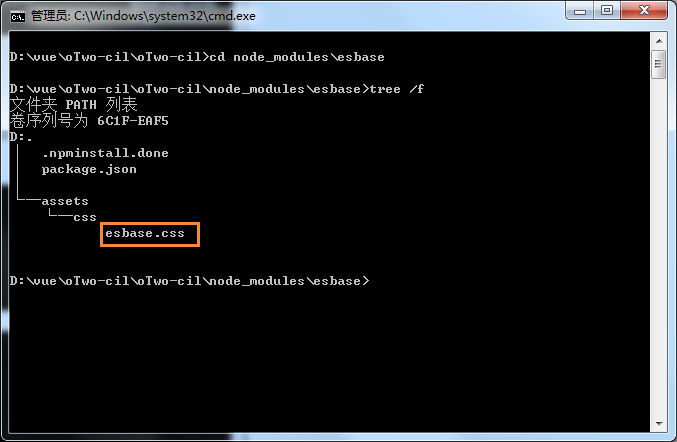 管理员: C:\Windows\system32\cmd.exe
D:\vue\oTwo-cil\oTwo-cil>cd node_modules\esbase
D:\vue\oTwo-cil\oTwo-cil\node_modules\esbase>tree /f
文件夹 PATH 列表
卷序列号为 6C1F-EAF5
D:.
│  .npminstall.done
│  package.json
│
└──assets
└──css
esbase.css
D:\vue\oTwo-cil\oTwo-cil\node_modules\esbase>